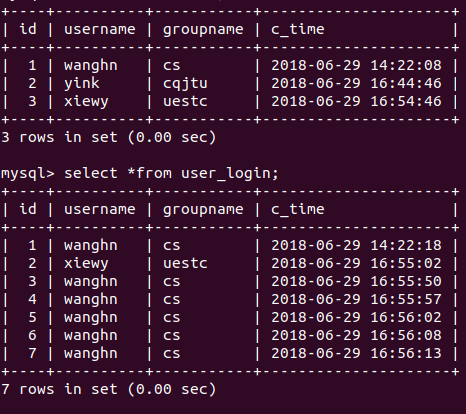 +----+----------+-----------+---------------------+
| id | username | groupname | c_time              |
+----+----------+-----------+---------------------+
|  1 | wanghn   | cs        | 2018-06-29 14:22:08 |
|  2 | yink     | cqjtu     | 2018-06-29 16:44:46 |
|  3 | xiewy    | uestc     | 2018-06-29 16:54:46 |
+----+----------+-----------+---------------------+
3 rows in set (0.00 sec)
mysql> select *from user_login;
+----+----------+-----------+---------------------+
| id | username | groupname | c_time              |
+----+----------+-----------+---------------------+
|  1 | wanghn   | cs        | 2018-06-29 14:22:18 |
|  2 | xiewy    | uestc     | 2018-06-29 16:55:02 |
|  3 | wanghn   | cs        | 2018-06-29 16:55:50 |
|  4 | wanghn   | cs        | 2018-06-29 16:55:57 |
|  5 | wanghn   | cs        | 2018-06-29 16:56:02 |
|  6 | wanghn   | cs        | 2018-06-29 16:56:08 |
|  7 | wanghn   | cs        | 2018-06-29 16:56:13 |
+----+----------+-----------+---------------------+
7 rows in set (0.00 sec)